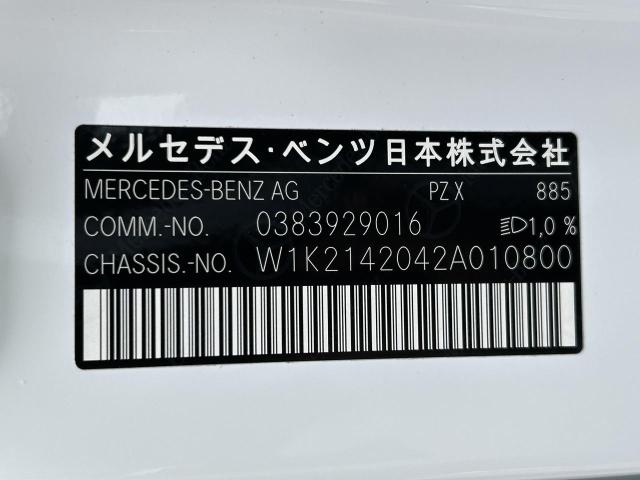 メルセデス・ベンツ日本株式会社
MERCEDES-BENZ AG PZ X 885
COMM.-NO. 0383929016 1,0 %
CHASSIS.-NO. W1K2142042A010800